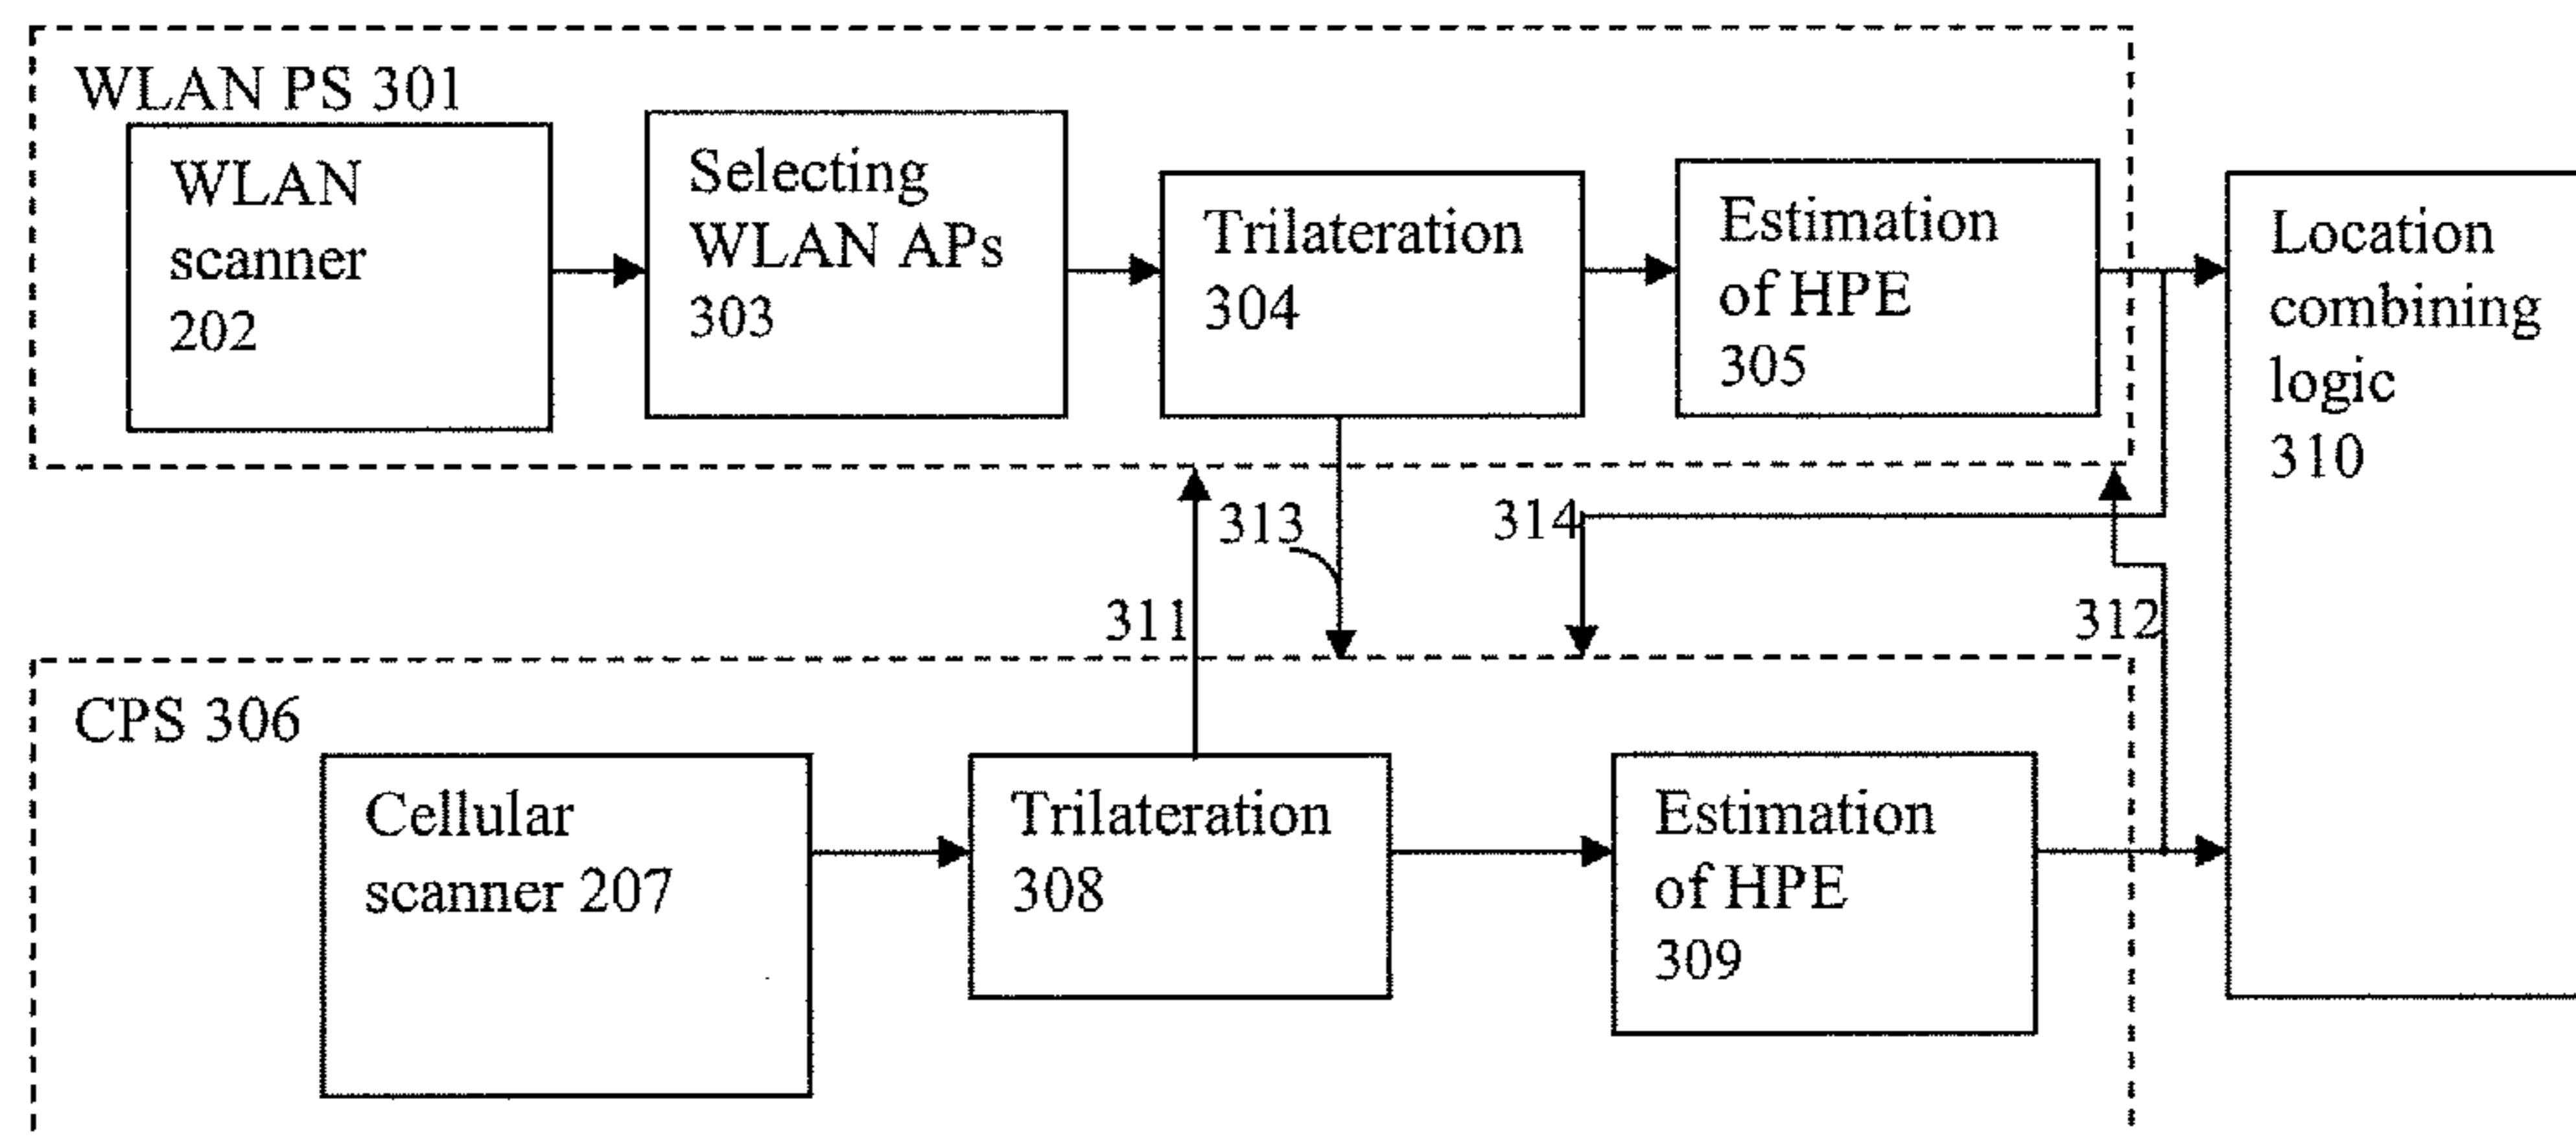 WLAN PS 301
WLAN
scanner
202
Selecting
WLAN APs
303
Trilateration
304
Estimation
of HPE
305
Location
combining
logic
310
313
314
311
312
CPS 306
Cellular
scanner 207
Trilateration
308
Estimation
of HPE
309